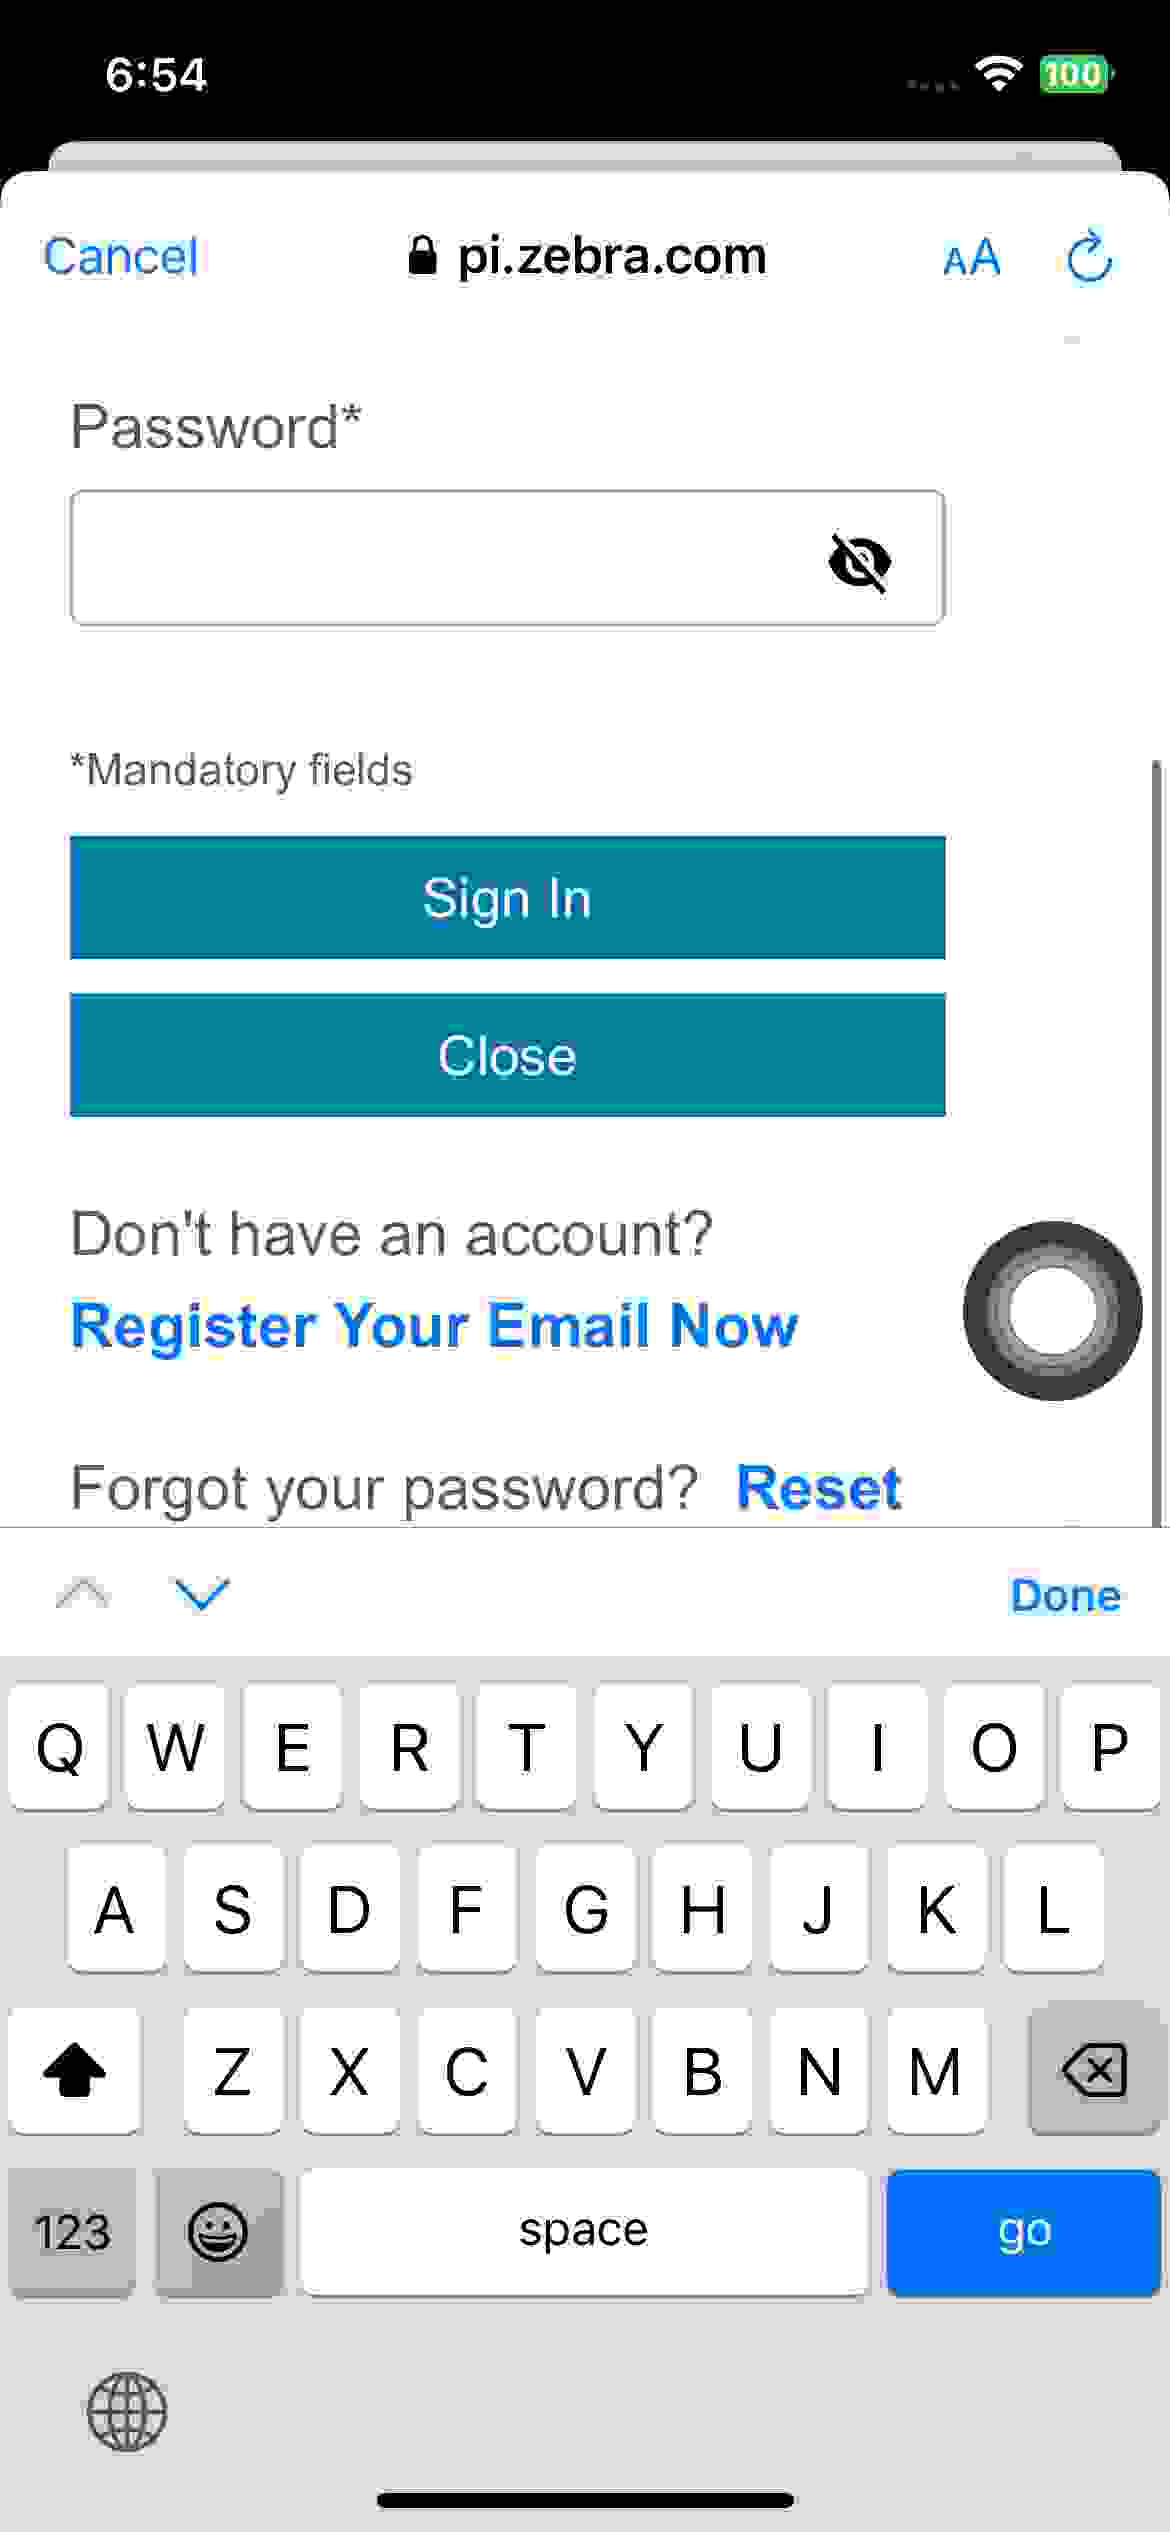 6:54
100
Cancel
pi.zebra.com
AA
Password*
*Mandatory fields
Sign In
Close
Don't have an account?
Register Your Email Now
Forgot your password? Reset
Done
Q W E R T Y U I O P
A S D F G H J K L
Z X C V B N M
123 space go